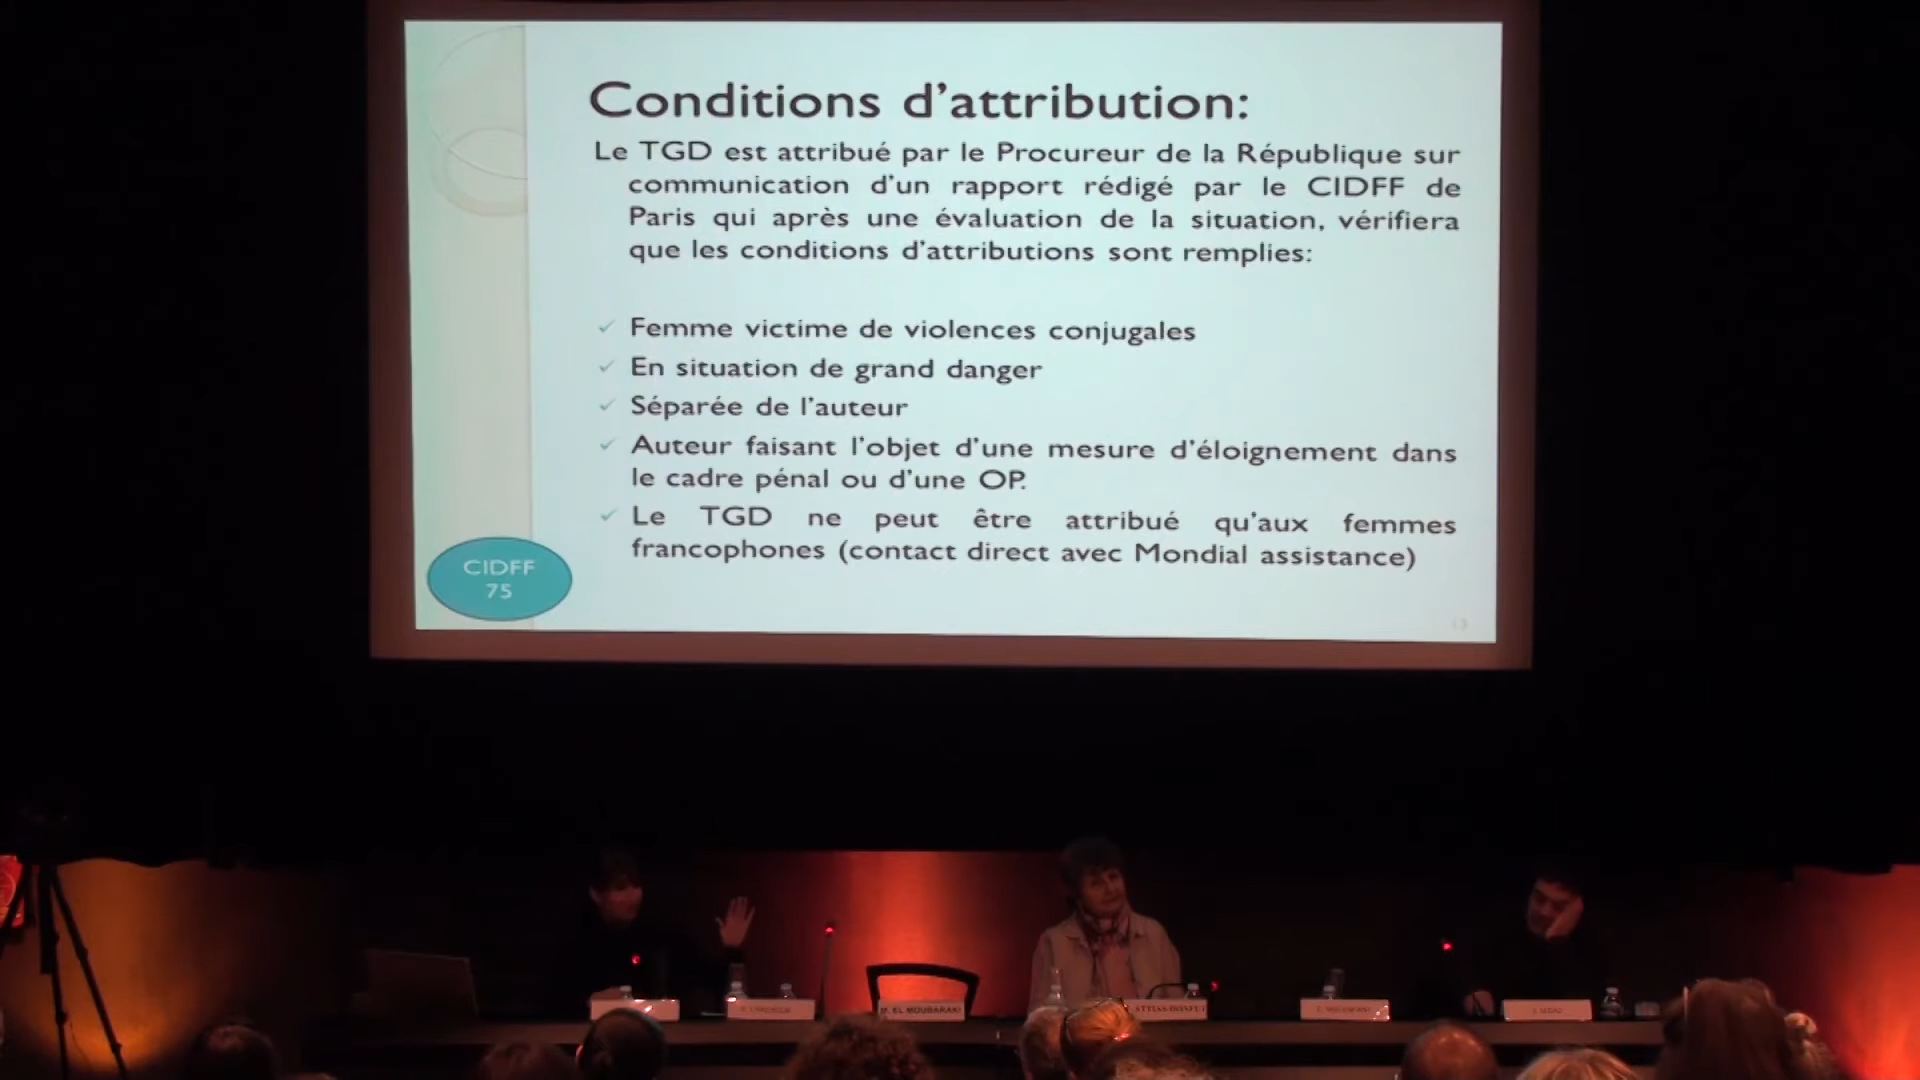 Conditions d'attribution:
Le TGD est attribué par le Procureur de la République sur
communication d'un rapport rédigé par le CIDFF de
Paris qui après une évaluation de la situation, vérifiera
que les conditions d'attributions sont remplies:
✓ Femme victime de violences conjugales
✓ En situation de grand danger
✓ Séparée de l'auteur
✓ Auteur faisant l'objet d'une mesure d'éloignement dans
le cadre pénal ou d'une OP.
✓ Le TGD ne peut être attribué qu'aux femmes
francophones (contact direct avec Mondial assistance)
CIDFF
75
M. EL MOUBARAKI